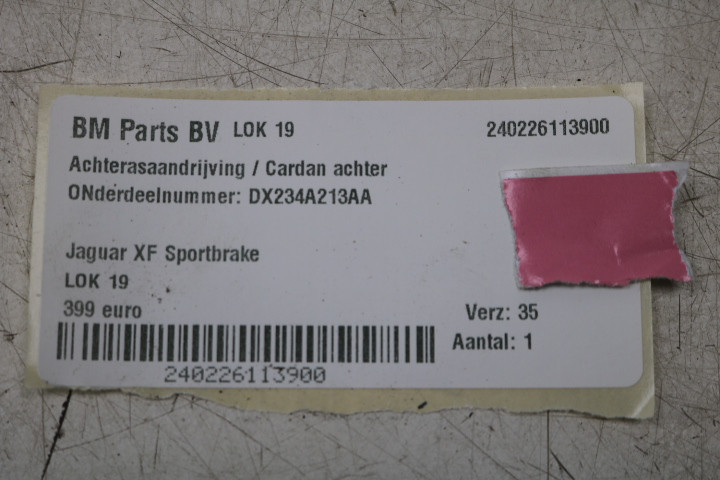 BM Parts BV LOK 19 240226113900
Achterasaandrijving / Cardan achter
ONderdeelnummer: DX234A213AA
Jaguar XF Sportbrake
LOK 19
399 euro Verz: 35
Aantal: 1
240226113900